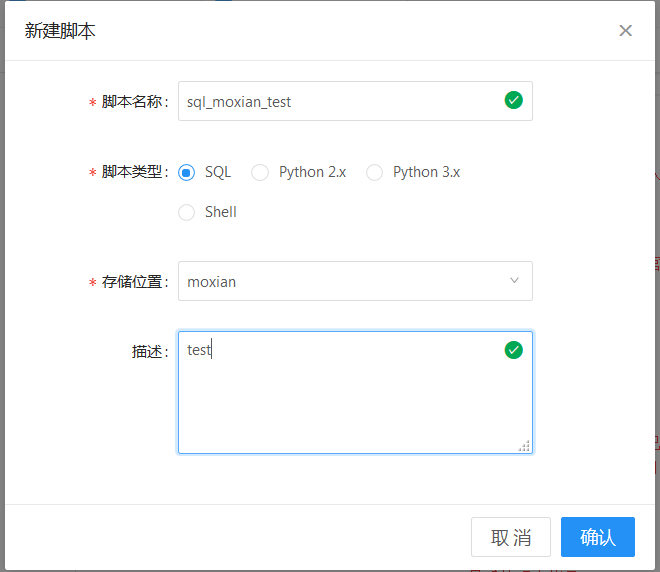 新建脚本
* 脚本名称: sql_moxian_test
* 脚本类型: SQL Python 2.x Python 3.x
Shell
* 存储位置: moxian
描述: test
取 消 确认